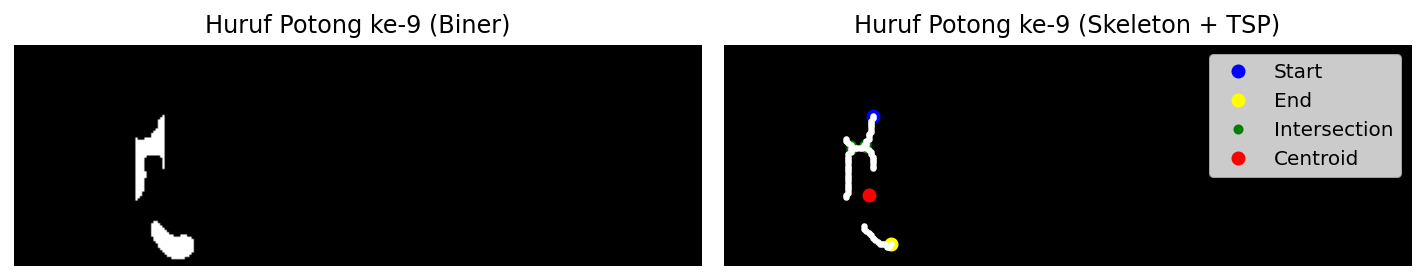 Huruf Potong ke-9 (Biner)
Huruf Potong ke-9 (Skeleton + TSP)
Start
End
Intersection
Centroid